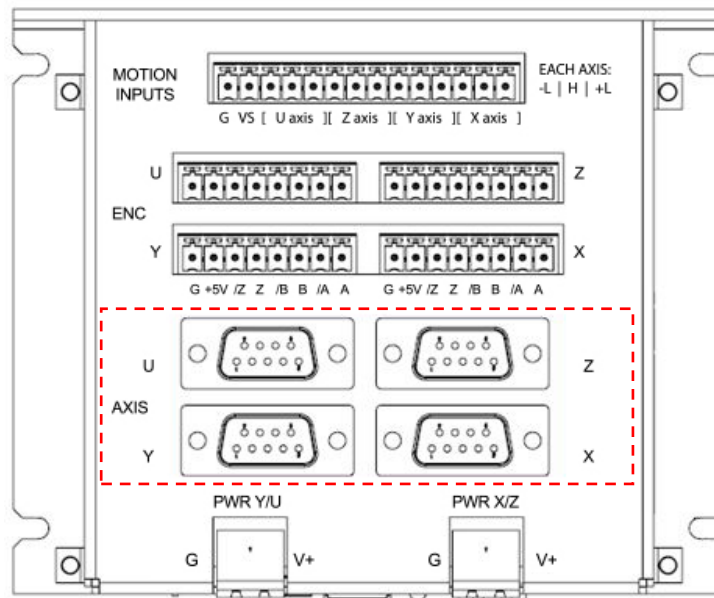 MOTION INPUTS
EACH AXIS:
-L | H | +L
G VS [ U axis ][ Z axis ][ Y axis ][ X axis ]
U Z
ENC
Y X
G +5V /Z Z /B B /A A G +5V /Z Z /B B /A A
U Z
AXIS
Y X
PWR Y/U PWR X/Z
G V+ G V+